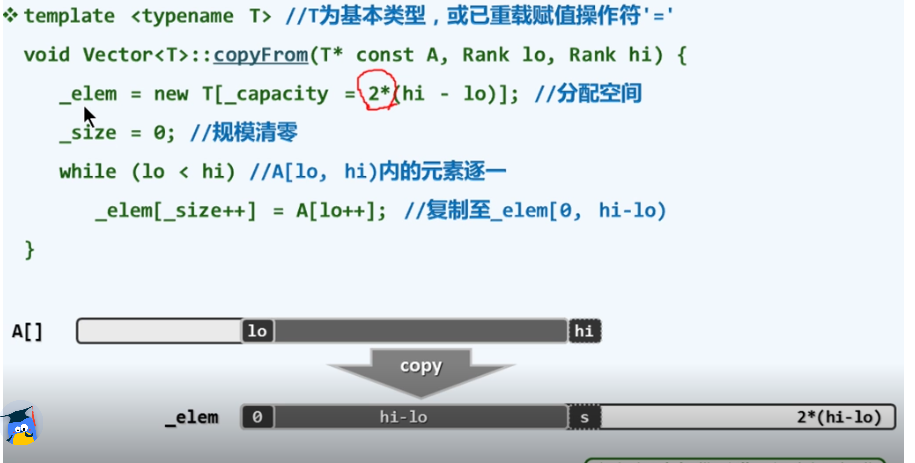 ❖ template <typename T> //T为基本类型，或已重载赋值操作符'='
void Vector<T>::copyFrom(T* const A, Rank lo, Rank hi) {
_elem = new T[_capacity = 2*(hi - lo)]; //分配空间
_size = 0; //规模清零
while (lo < hi) //A[lo, hi)内的元素逐一
_elem[_size++] = A[lo++]; //复制至_elem[0, hi-lo)
}
A[] lo hi
copy
_elem 0 hi-lo s 2*(hi-lo)